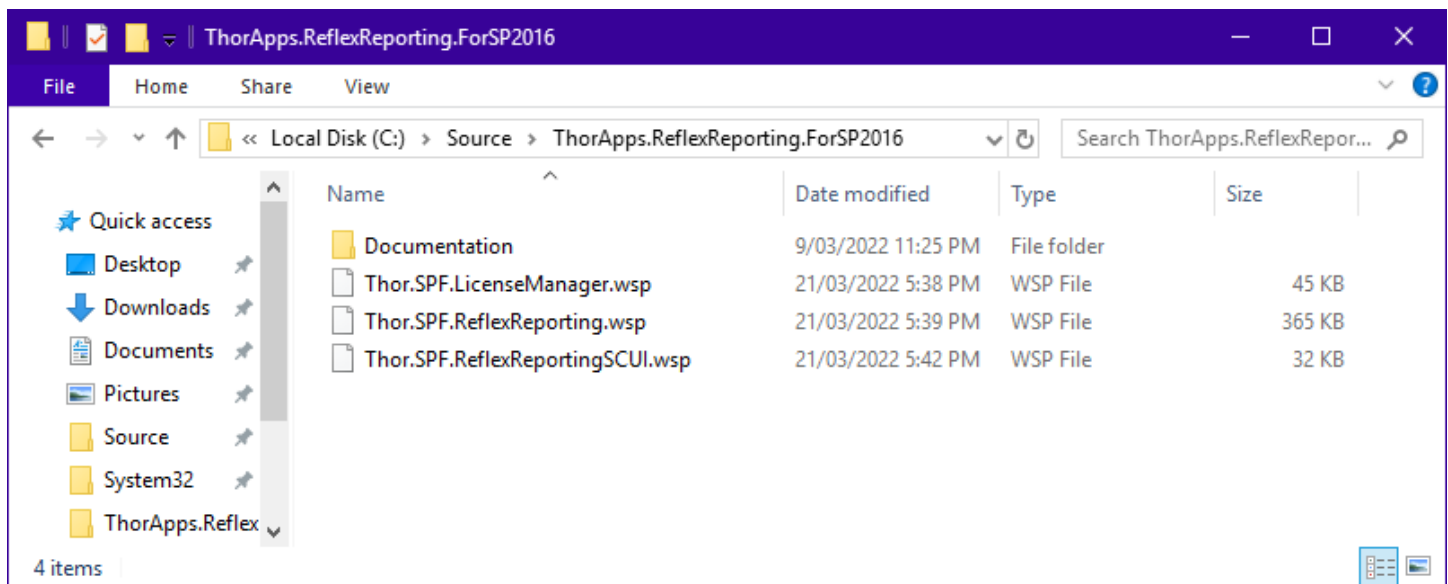 ThorApps.ReflexReporting.ForSP2016
File Home Share View
« Local Disk (C:) > Source > ThorApps.ReflexReporting.ForSP2016 Search ThorApps.ReflexRepor...
Name Date modified Type Size
Quick access
Desktop
Downloads
Documents
Pictures
Source
System32
ThorApps.Reflex
Documentation 9/03/2022 11:25 PM File folder
Thor.SPF.LicenseManager.wsp 21/03/2022 5:38 PM WSP File 45 KB
Thor.SPF.ReflexReporting.wsp 21/03/2022 5:39 PM WSP File 365 KB
Thor.SPF.ReflexReportingSCUI.wsp 21/03/2022 5:42 PM WSP File 32 KB
4 items